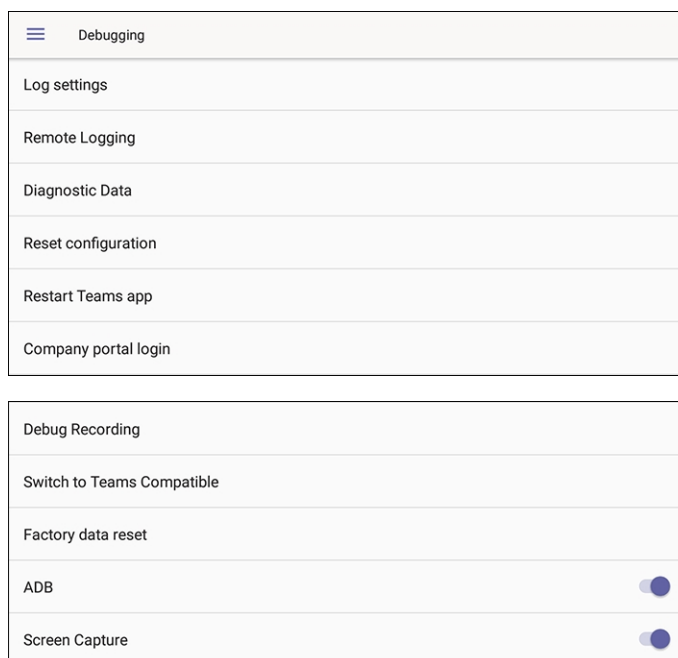 Debugging
Log settings
Remote Logging
Diagnostic Data
Reset configuration
Restart Teams app
Company portal login
Debug Recording
Switch to Teams Compatible
Factory data reset
ADB
Screen Capture